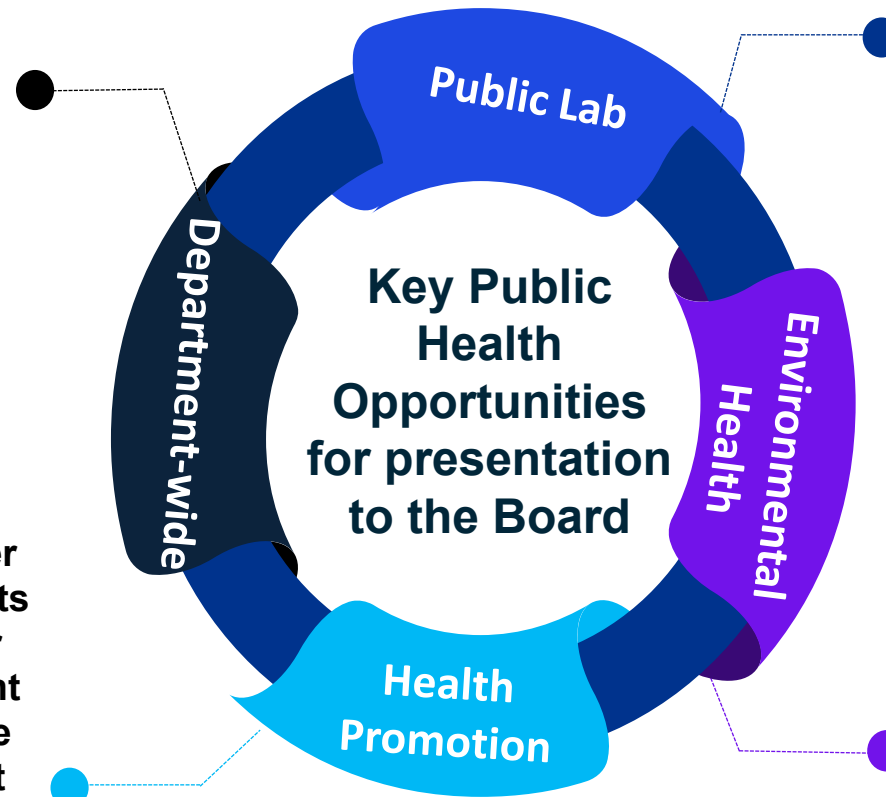 Public Lab
Key Public
Health
Opportunities
for presentation
to the Board
Department-wide
Environmental
Health
Health
Promotion